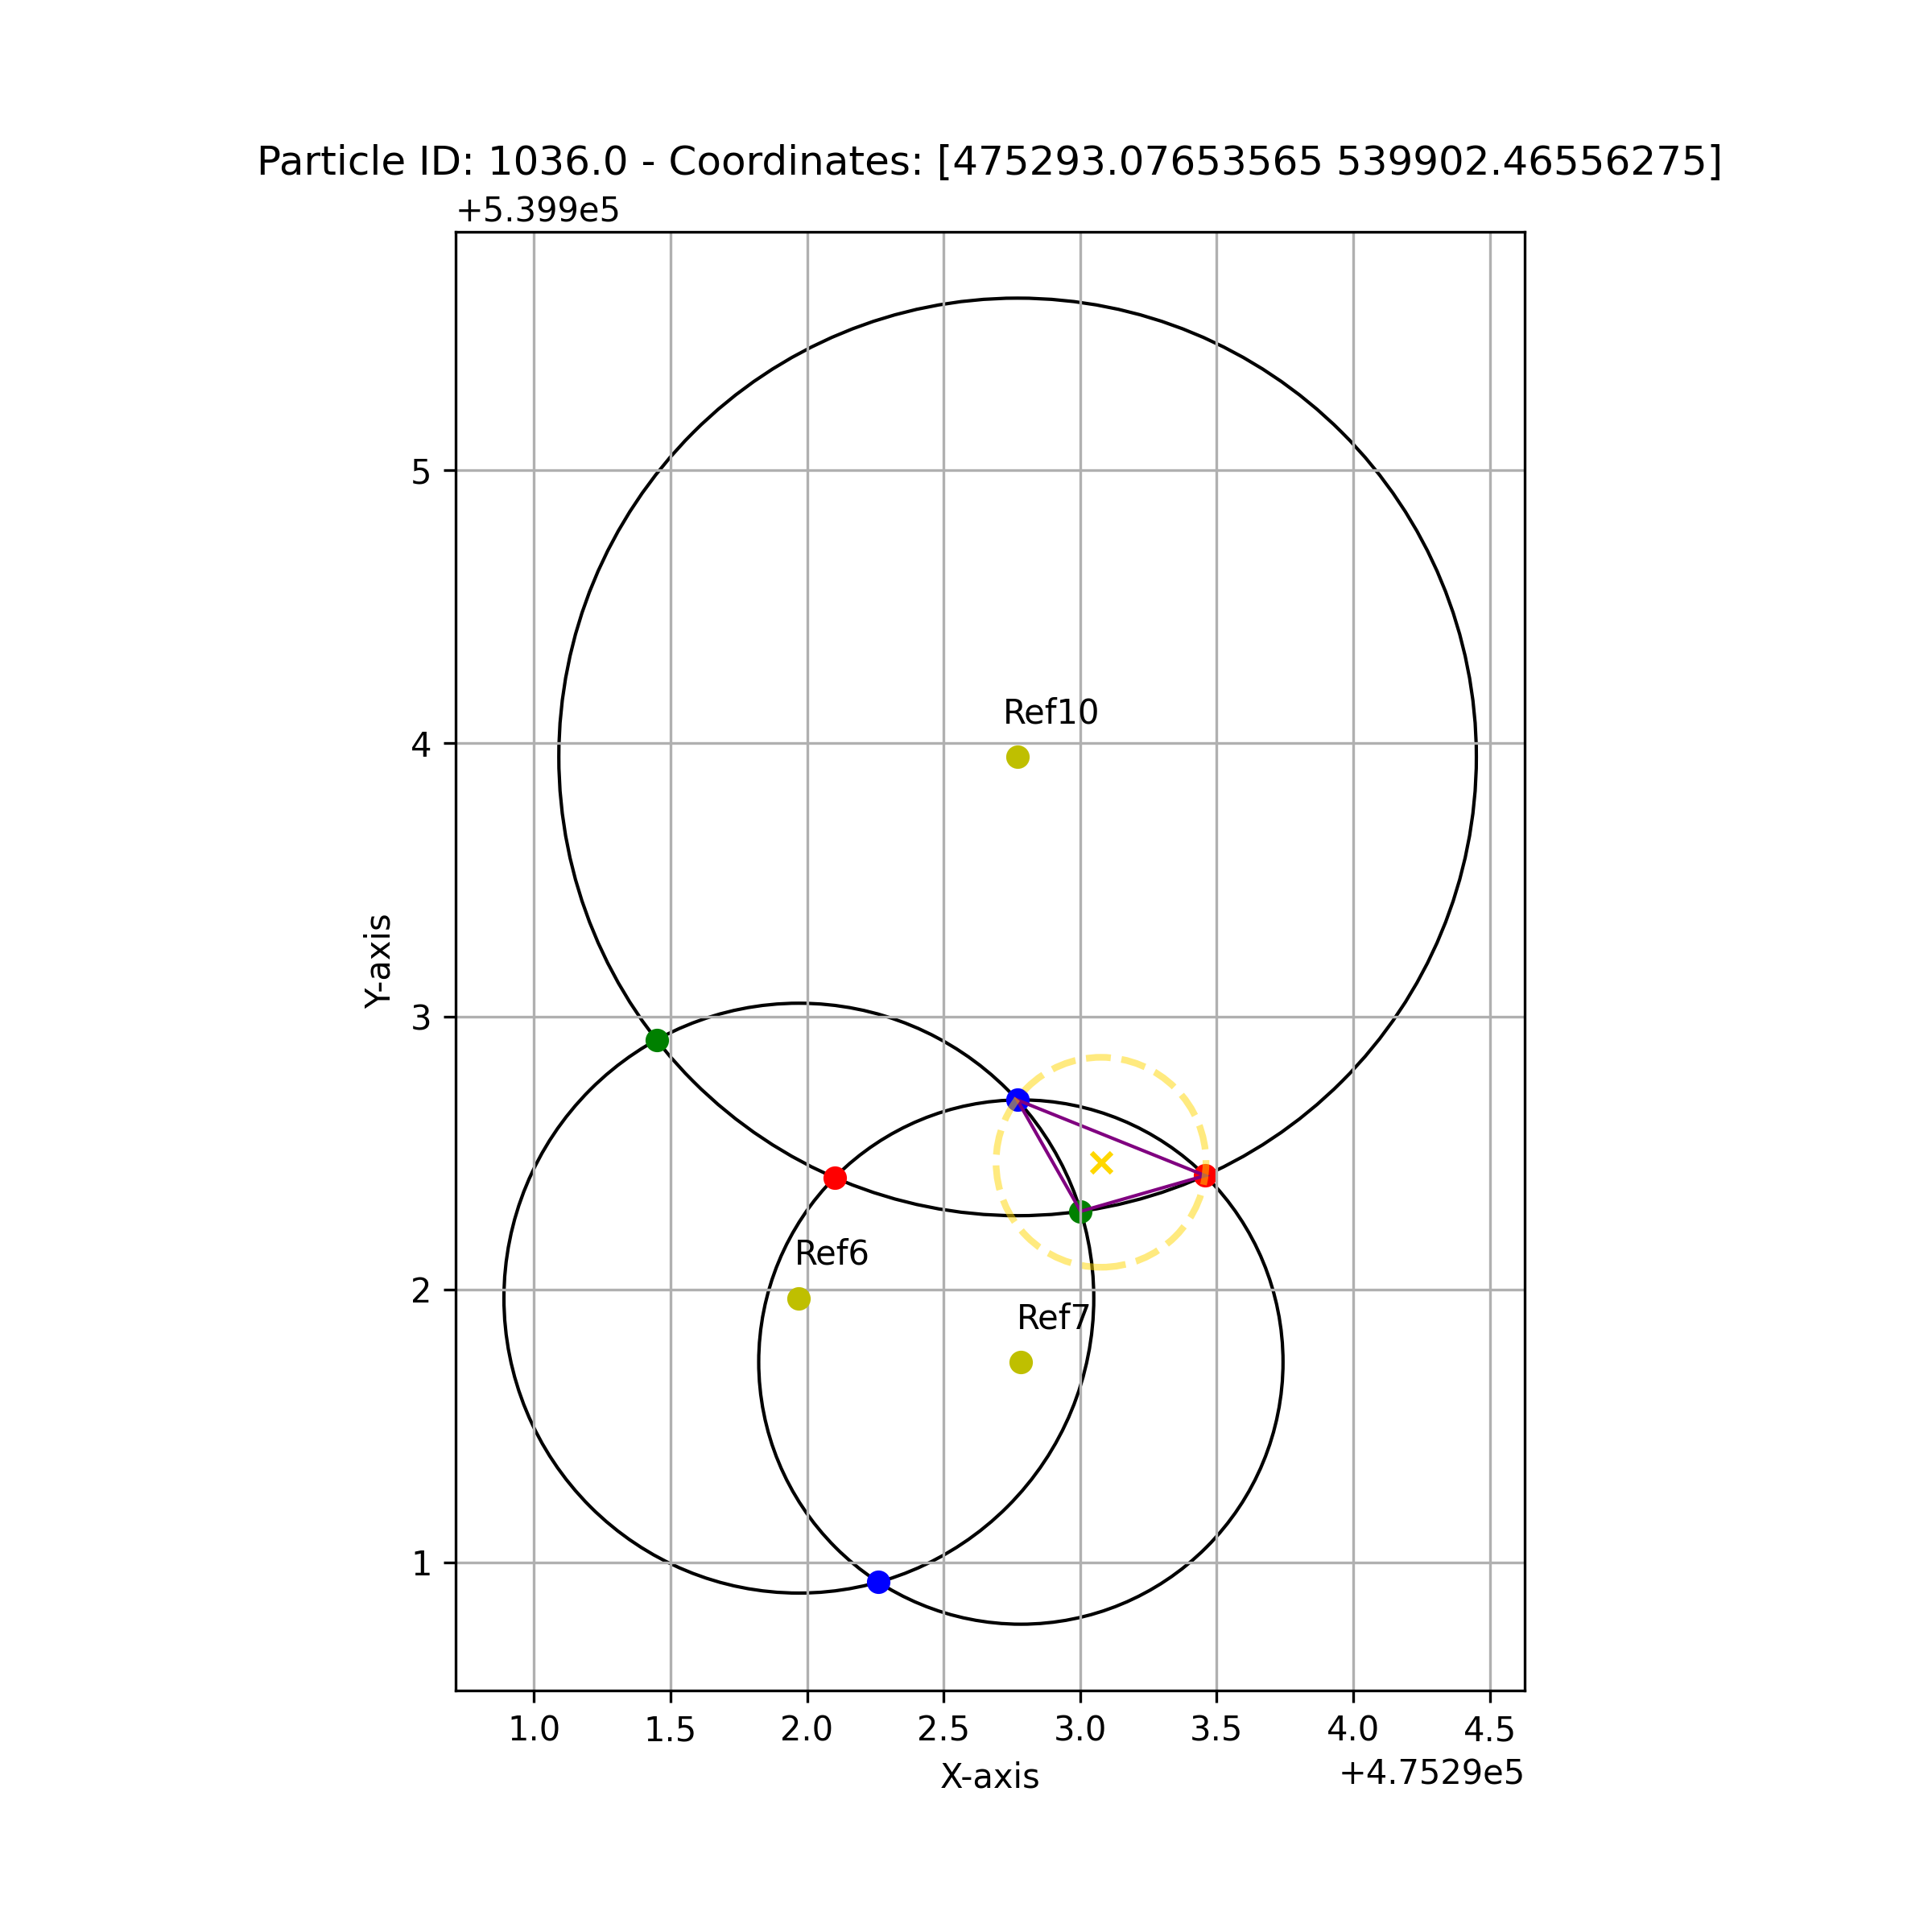 Particle ID: 1036.0 - Coordinates: [475293.07653565 539902.46556275]
+5.399e5
5
Ref10
4
Y-axis
3
Ref6
2
Ref7
1
1.0 1.5 2.0 2.5 3.0 3.5 4.0 4.5
X-axis
+4.7529e5